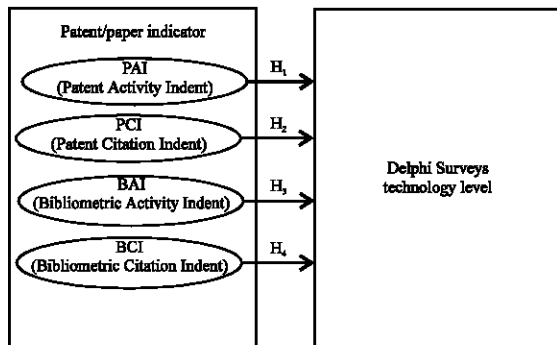 Patent/paper indicator
PAI
(Patent Activity Indent)
H₁
PCI
(Patent Citation Indent)
H₂
BAI
(Bibliometric Activity Indent)
H₃
BCI
(Bibliometric Citation Indent)
H₄
Delphi Surveys
technology level